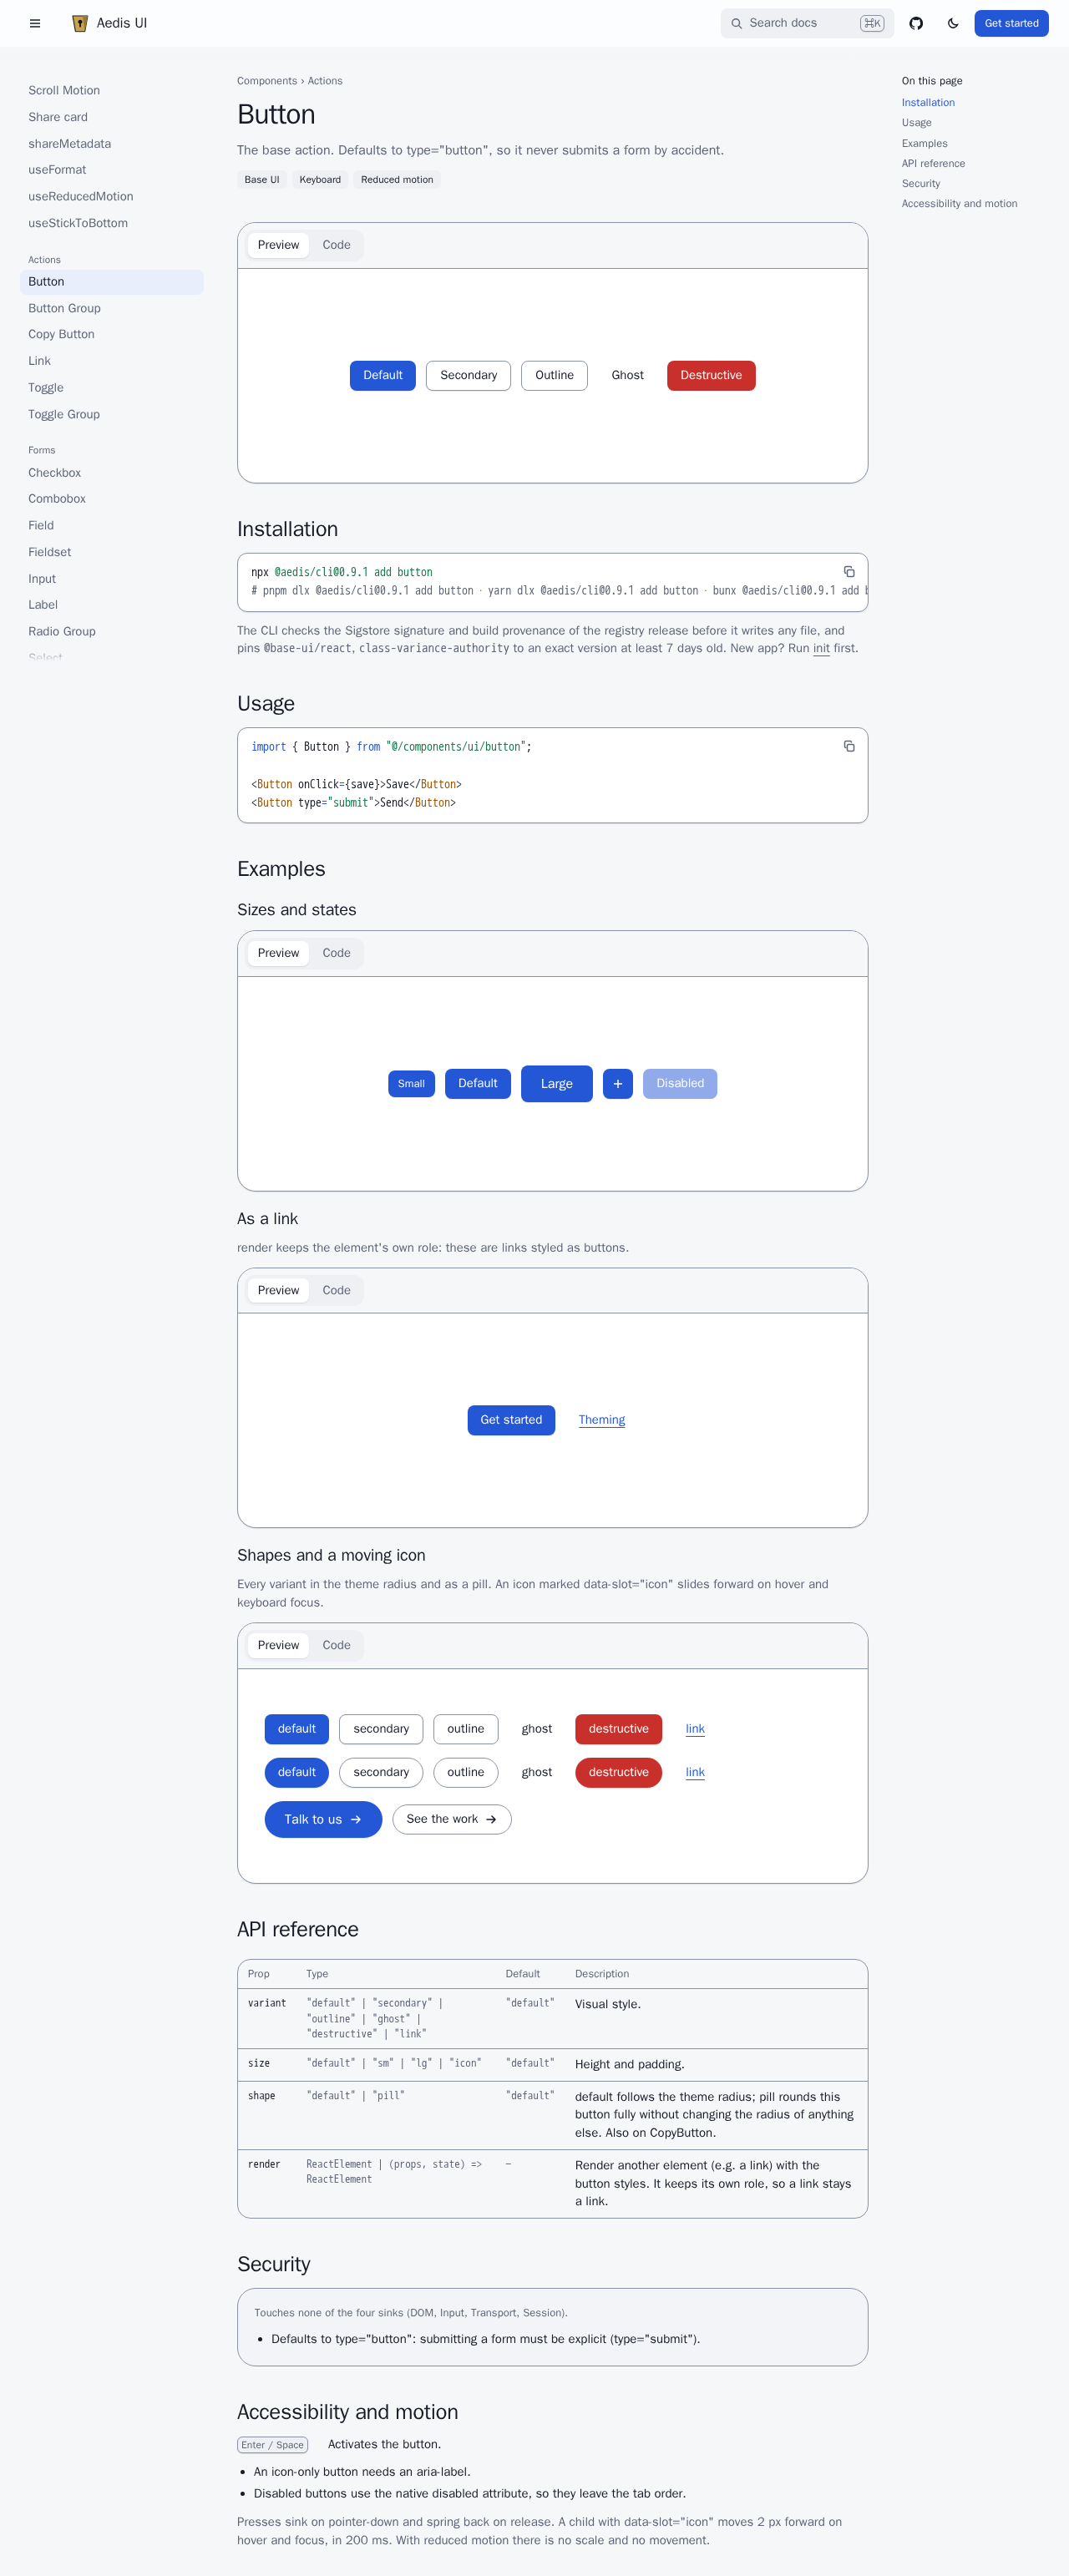 Aedis UI
Search docs
⌘K
Get started
Scroll Motion
Share card
shareMetadata
useFormat
useReducedMotion
useStickToBottom
Actions
Button
Button Group
Copy Button
Link
Toggle
Toggle Group
Forms
Checkbox
Combobox
Field
Fieldset
Input
Label
Radio Group
Select
Components › Actions
Button
The base action. Defaults to type="button", so it never submits a form by accident.
Base UI
Keyboard
Reduced motion
Preview
Code
Default
Secondary
Outline
Ghost
Destructive
Installation
npx @aedis/cli@0.9.1 add button
# pnpm dlx @aedis/cli@0.9.1 add button · yarn dlx @aedis/cli@0.9.1 add button · bunx @aedis/cli@0.9.1 add
The CLI checks the Sigstore signature and build provenance of the registry release before it writes any file, and
pins @base-ui/react, class-variance-authority to an exact version at least 7 days old. New app? Run init first.
Usage
import { Button } from "@/components/ui/button";
<Button onClick={save}>Save</Button>
<Button type="submit">Send</Button>
Examples
Sizes and states
Preview
Code
Small
Default
Large
+
Disabled
As a link
render keeps the element's own role: these are links styled as buttons.
Preview
Code
Get started
Theming
Shapes and a moving icon
Every variant in the theme radius and as a pill. An icon marked data-slot="icon" slides forward on hover and
keyboard focus.
Preview
Code
default
secondary
outline
ghost
destructive
link
default
secondary
outline
ghost
destructive
link
Talk to us →
See the work →
API reference
Prop
Type
Default
Description
variant
"default" | "secondary" |
"outline" | "ghost" |
"destructive" | "link"
"default"
Visual style.
size
"default" | "sm" | "lg" | "icon"
"default"
Height and padding.
shape
"default" | "pill"
"default"
default follows the theme radius; pill rounds this
button fully without changing the radius of anything
else. Also on CopyButton.
render
ReactElement | (props, state) =>
ReactElement
—
Render another element (e.g. a link) with the
button styles. It keeps its own role, so a link stays
a link.
Security
Touches none of the four sinks (DOM, Input, Transport, Session).
• Defaults to type="button": submitting a form must be explicit (type="submit").
Accessibility and motion
Enter / Space
Activates the button.
• An icon-only button needs an aria-label.
• Disabled buttons use the native disabled attribute, so they leave the tab order.
Presses sink on pointer-down and spring back on release. A child with data-slot="icon" moves 2 px forward on
hover and focus, in 200 ms. With reduced motion there is no scale and no movement.
On this page
Installation
Usage
Examples
API reference
Security
Accessibility and motion